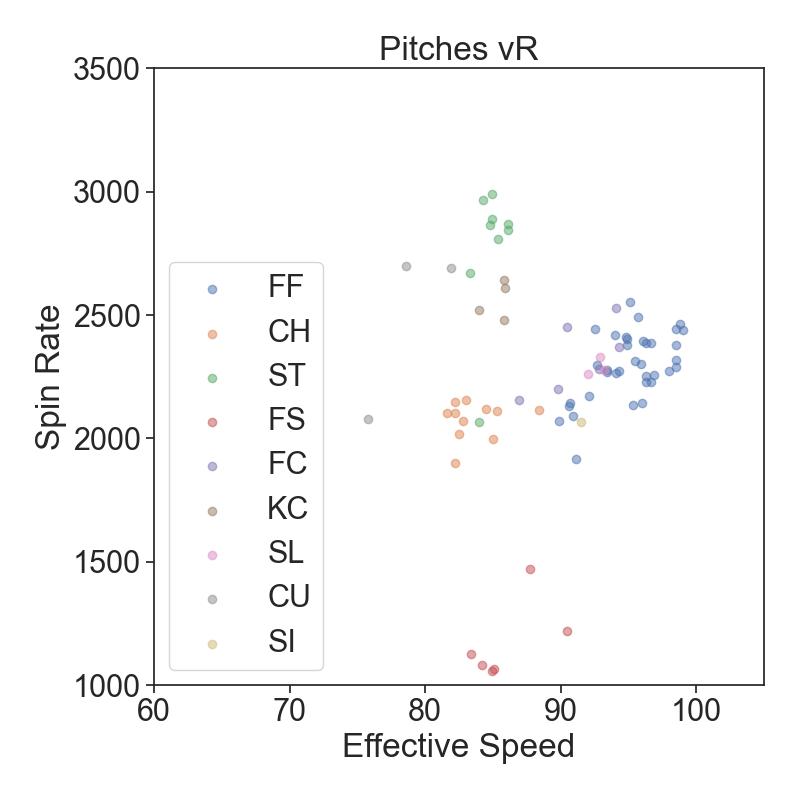 Pitches vR
3500
3000
2500
2000
1500
1000
Spin Rate
FF
CH
ST
FS
FC
KC
SL
CU
SI
60 70 80 90 100
Effective Speed